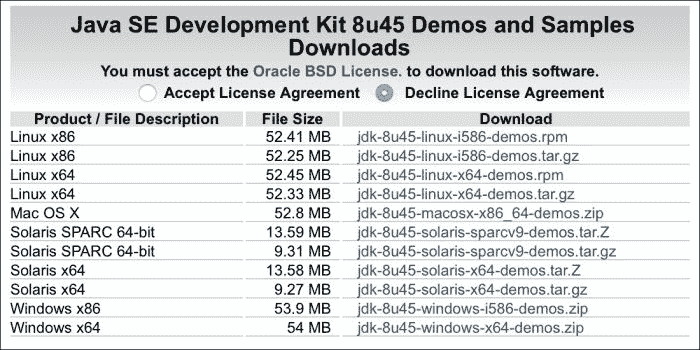 Java SE Development Kit 8u45 Demos and Samples
Downloads
You must accept the Oracle BSD License. to download this software.
Accept License Agreement Decline License Agreement
Product / File Description File Size Download
Linux x86 52.41 MB jdk-8u45-linux-i586-demos.rpm
Linux x86 52.25 MB jdk-8u45-linux-i586-demos.tar.gz
Linux x64 52.45 MB jdk-8u45-linux-x64-demos.rpm
Linux x64 52.33 MB jdk-8u45-linux-x64-demos.tar.gz
Mac OS X 52.8 MB jdk-8u45-macosx-x86_64-demos.zip
Solaris SPARC 64-bit 13.59 MB jdk-8u45-solaris-sparcv9-demos.tar.Z
Solaris SPARC 64-bit 9.31 MB jdk-8u45-solaris-sparcv9-demos.tar.gz
Solaris x64 13.58 MB jdk-8u45-solaris-x64-demos.tar.Z
Solaris x64 9.27 MB jdk-8u45-solaris-x64-demos.tar.gz
Windows x86 53.9 MB jdk-8u45-windows-i586-demos.zip
Windows x64 54 MB jdk-8u45-windows-x64-demos.zip